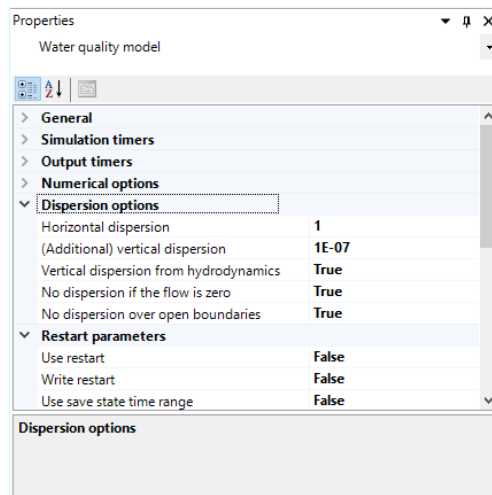 Properties
Water quality model
General
Simulation timers
Output timers
Numerical options
Dispersion options
Horizontal dispersion 1
(Additional) vertical dispersion 1E-07
Vertical dispersion from hydrodynamics True
No dispersion if the flow is zero True
No dispersion over open boundaries True
Restart parameters
Use restart False
Write restart False
Use save state time range False
Dispersion options